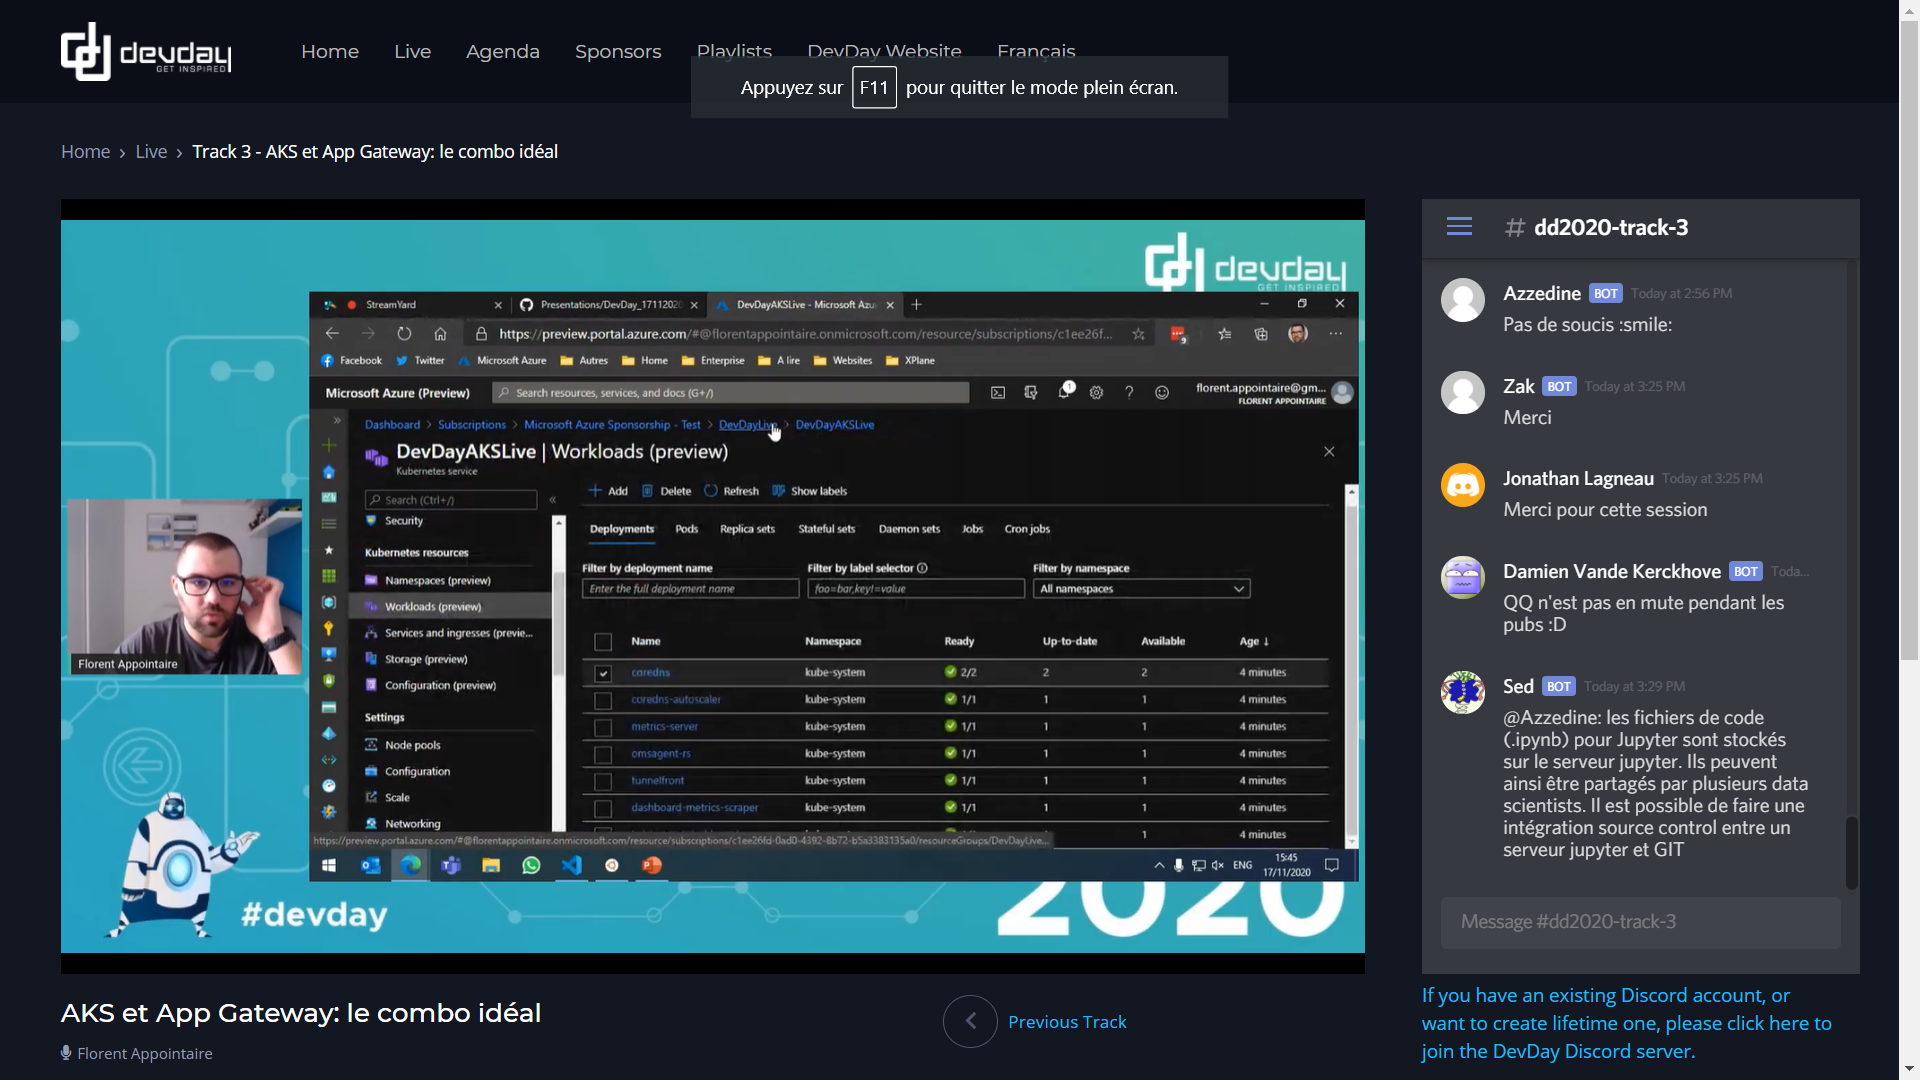 devday
GET INSPIRED
Home
Live
Agenda
Sponsors
Playlists
DevDay Website
Français
Appuyez sur F11 pour quitter le mode plein écran.
Home › Live › Track 3 - AKS et App Gateway: le combo idéal
devday
GET INSPIRED
StreamYard
Presentations/DevDay_1711202
DevDayAKSLive - Microsoft Azu
https://preview.portal.azure.com/#@florentappointaire.onmicrosoft.com/resource/subscriptions/c1ee26f...
Facebook
Twitter
Microsoft Azure
Autres
Home
Enterprise
A lire
Websites
XPlane
Microsoft Azure (Preview)
Search resources, services, and docs (G+/)
1
florent.appointaire@gm...
FLORENT APPOINTAIRE
Dashboard > Subscriptions > Microsoft Azure Sponsorship - Test > DevDayLive > DevDayAKSLive
DevDayAKSLive | Workloads (preview)
Kubernetes service
Search (Ctrl+/)
Security
Kubernetes resources
Namespaces (preview)
Workloads (preview)
Services and ingresses (previe...
Storage (preview)
Configuration (preview)
Settings
Node pools
Configuration
Scale
Networking
Add
Delete
Refresh
Show labels
Deployments
Pods
Replica sets
Stateful sets
Daemon sets
Jobs
Cron jobs
Filter by deployment name
Enter the full deployment name
Filter by label selector
foo=bar,key!=value
Filter by namespace
All namespaces
Name Namespace Ready Up-to-date Available Age ↓
coredns kube-system 2/2 2 2 4 minutes
coredns-autoscaler kube-system 1/1 1 1 4 minutes
metrics-server kube-system 1/1 1 1 4 minutes
omsagent-rs kube-system 1/1 1 1 4 minutes
tunnelfront kube-system 1/1 1 1 4 minutes
dashboard-metrics-scraper kube-system 1/1 1 1 4 minutes
1 4 minutes
https://preview.portal.azure.com/#@florentappointaire.onmicrosoft.com/resource/subscriptions/c1ee26fd-0ad0-4392-8b72-b5a3383135a0/resourceGroups/DevDayLive...
ENG
15:45
17/11/2020
Florent Appointaire
#devday
2020
AKS et App Gateway: le combo idéal
Florent Appointaire
Previous Track
# dd2020-track-3
Azzedine BOT Today at 2:56 PM
Pas de soucis :smile:
Zak BOT Today at 3:25 PM
Merci
Jonathan Lagneau Today at 3:25 PM
Merci pour cette session
Damien Vande Kerckhove BOT Toda...
QQ n'est pas en mute pendant les
pubs :D
Sed BOT Today at 3:29 PM
@Azzedine: les fichiers de code
(.ipynb) pour Jupyter sont stockés
sur le serveur jupyter. Ils peuvent
ainsi être partagés par plusieurs data
scientists. Il est possible de faire une
intégration source control entre un
serveur jupyter et GIT
Message #dd2020-track-3
If you have an existing Discord account, or
want to create lifetime one, please click here to
join the DevDay Discord server.